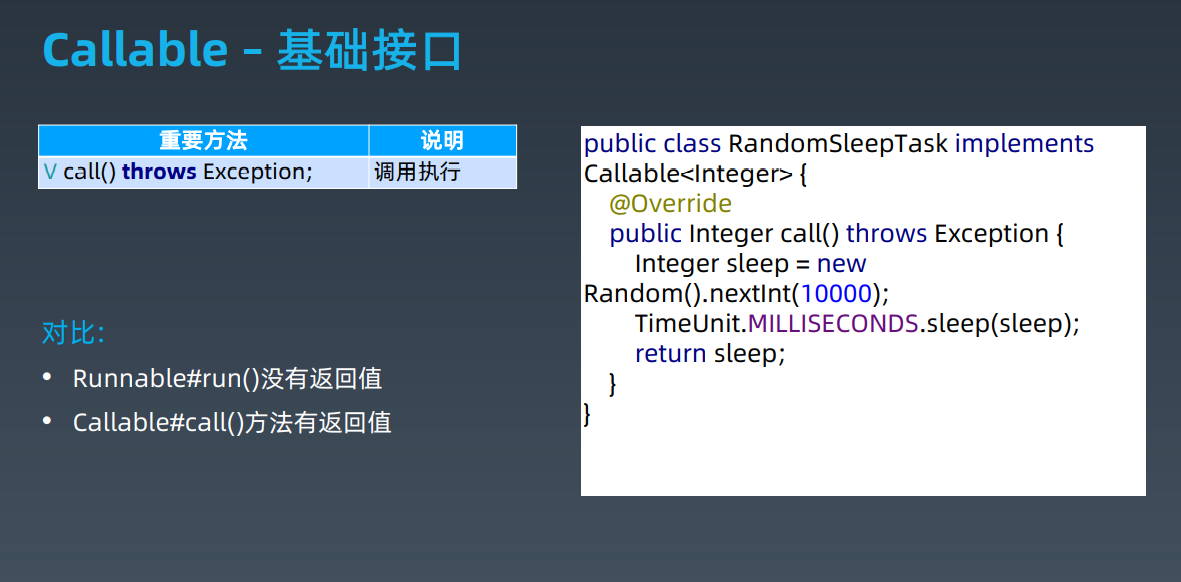 Callable – 基础接口
重要方法 说明
V call() throws Exception; 调用执行
对比：
• Runnable#run()没有返回值
• Callable#call()方法有返回值
public class RandomSleepTask implements
Callable<Integer> {
@Override
public Integer call() throws Exception {
Integer sleep = new
Random().nextInt(10000);
TimeUnit.MILLISECONDS.sleep(sleep);
return sleep;
}
}